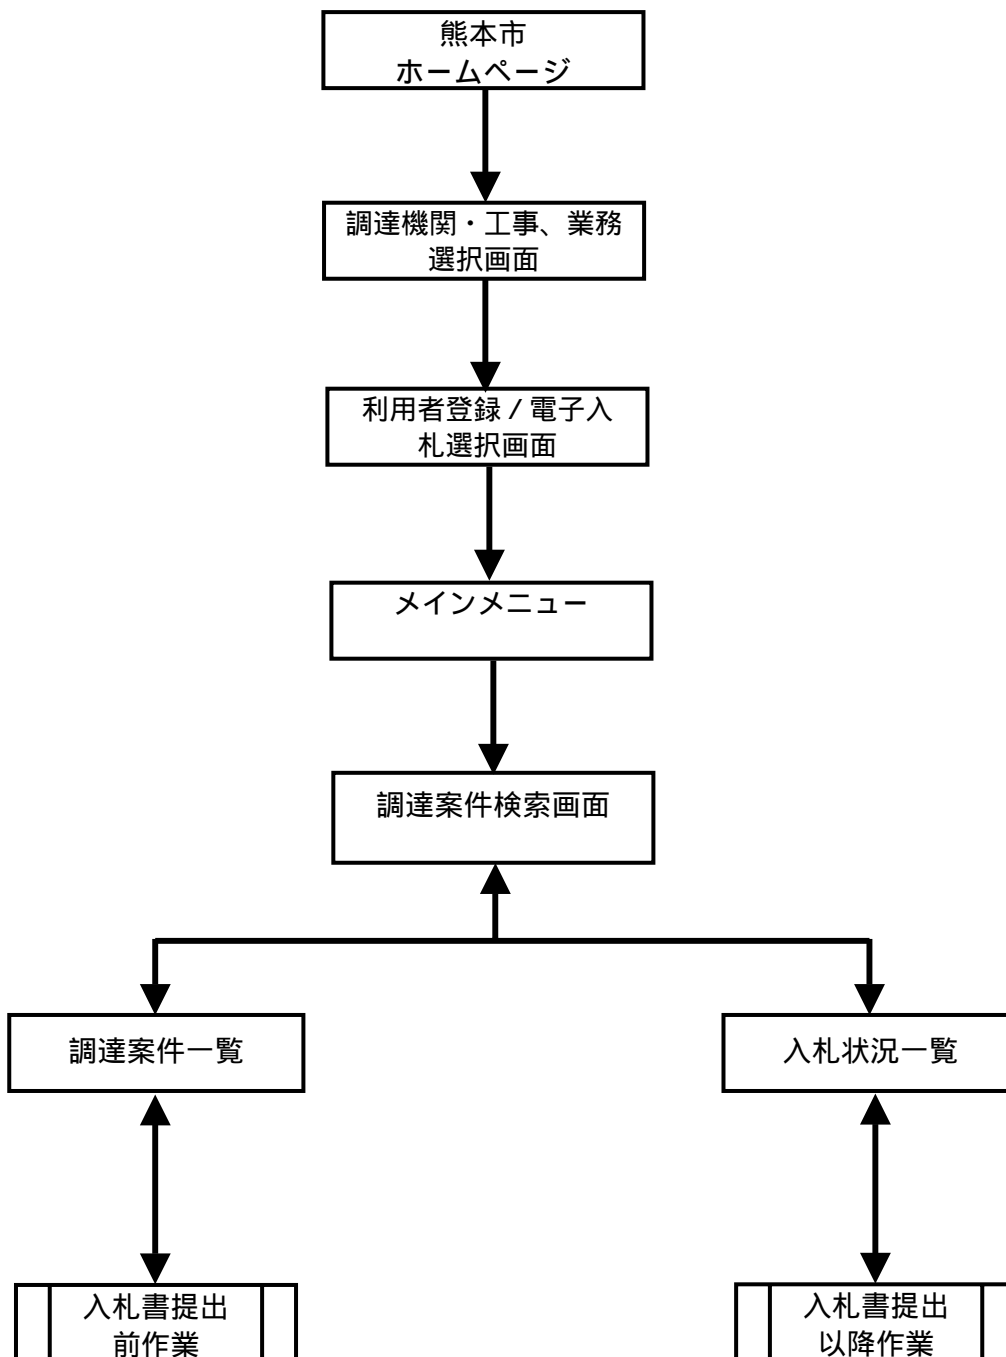 熊本市
ホームページ
調達機関・工事、業務
選択画面
利用者登録／電子入
札選択画面
メインメニュー
調達案件検索画面
調達案件一覧
入札状況一覧
入札書提出
前作業
入札書提出
以降作業